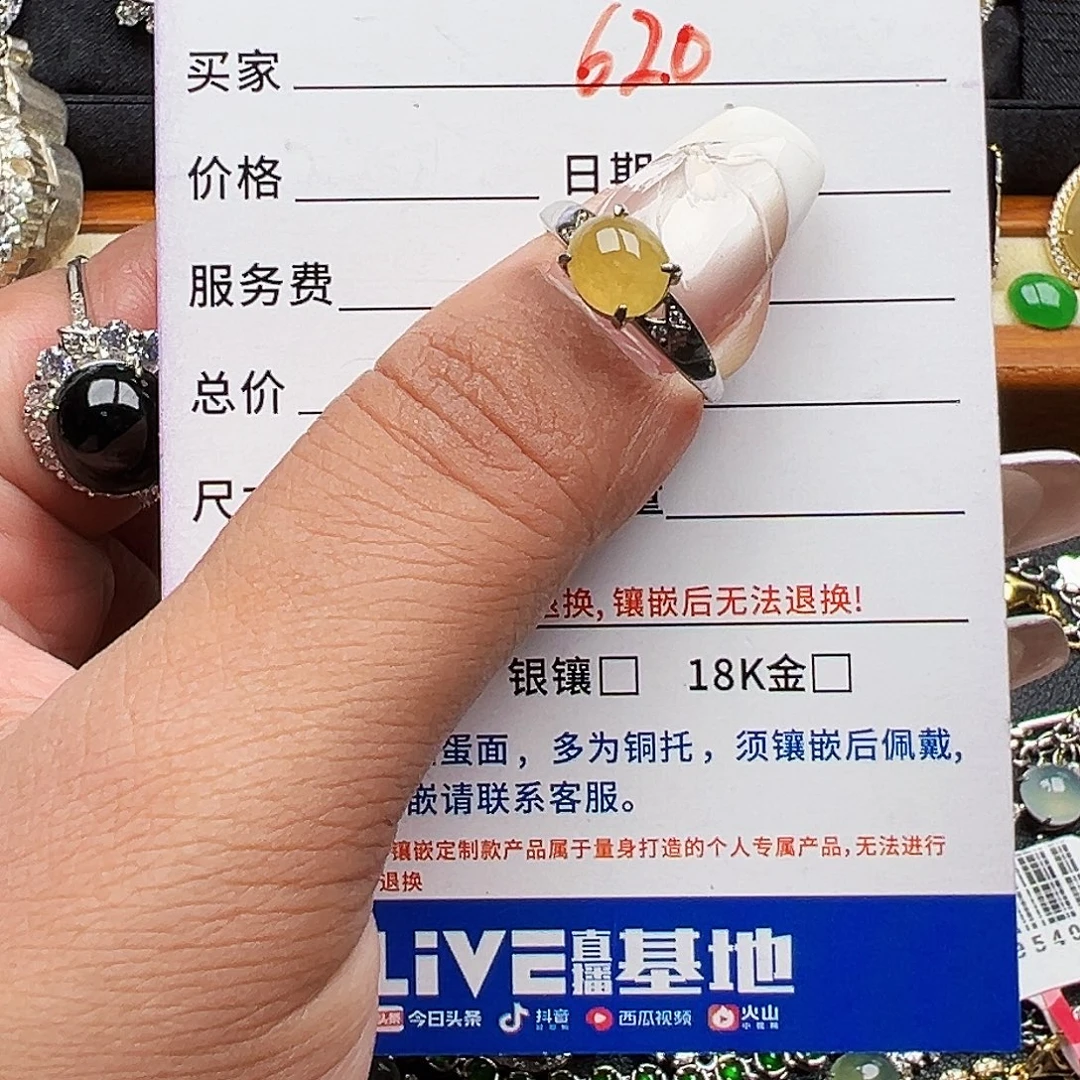 买家 620
价格 日期
服务费
总价
尺
退换,镶嵌后无法退换!
银镶□ 18K金□
蛋面，多为铜托，须镶嵌后佩戴,
嵌请联系客服。
镶嵌定制款产品属于量身打造的个人专属产品,无法进行
退换
LiVE直播基地
头条 今日头条 抖音 西瓜视频 火山